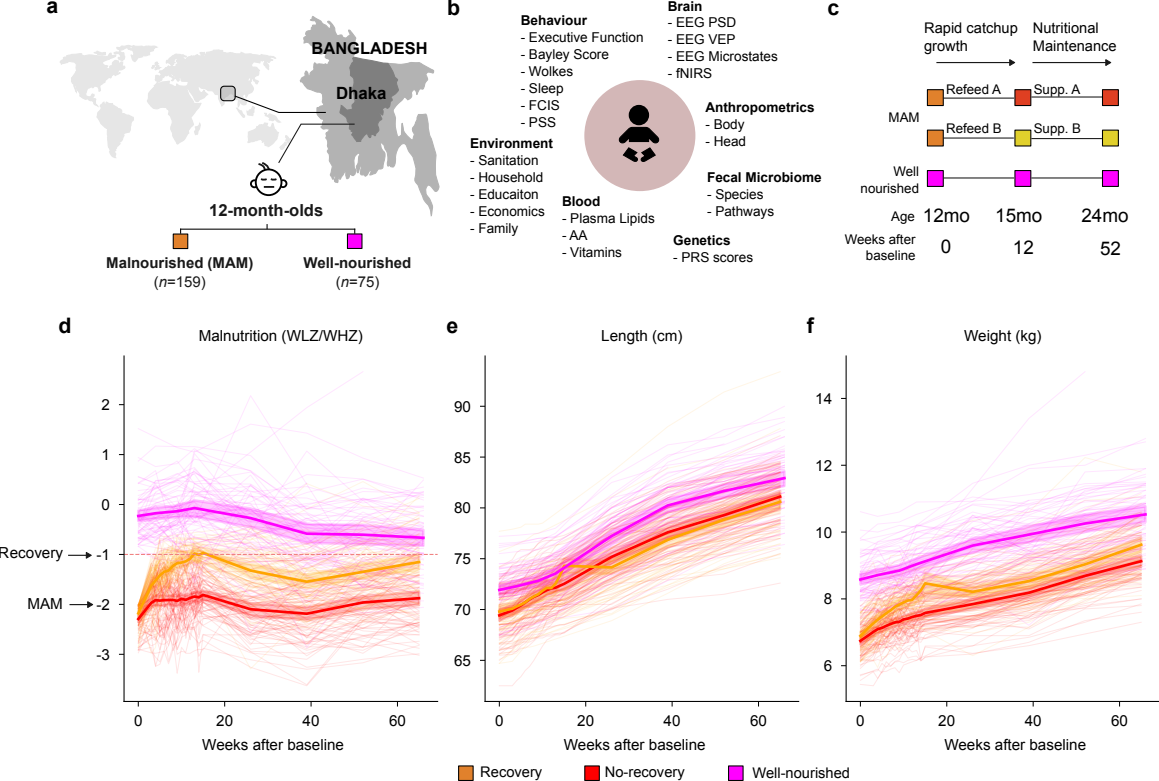 a
BANGLADESH
Dhaka
12-month-olds
Malnourished (MAM)
(n=159)
Well-nourished
(n=75)
b
Behaviour
- Executive Function
- Bayley Score
- Wolkes
- Sleep
- FCIS
- PSS
Brain
- EEG PSD
- EEG VEP
- EEG Microstates
- fNIRS
Anthropometrics
- Body
- Head
Environment
- Sanitation
- Household
- Educaiton
- Economics
- Family
Fecal Microbiome
- Species
- Pathways
Blood
- Plasma Lipids
- AA
- Vitamins
Genetics
- PRS scores
c
Rapid catchup
growth
Nutritional
Maintenance
MAM
Refeed A
Supp. A
Refeed B
Supp. B
Well
nourished
Age 12mo 15mo 24mo
Weeks after
baseline
0 12 52
d
Malnutrition (WLZ/WHZ)
2
1
0
Recovery
-1
MAM
-2
-3
0 20 40 60
Weeks after baseline
e
Length (cm)
90
85
80
75
70
65
0 20 40 60
Weeks after baseline
f
Weight (kg)
14
12
10
8
6
0 20 40 60
Weeks after baseline
Recovery No-recovery Well-nourished